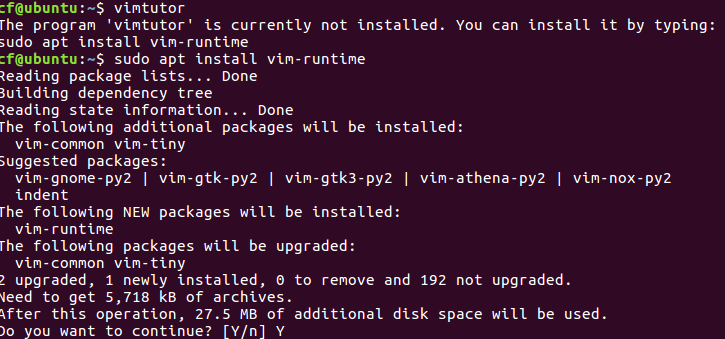 cf@ubuntu:~$ vimtutor
The program 'vimtutor' is currently not installed. You can install it by typing:
sudo apt install vim-runtime
cf@ubuntu:~$ sudo apt install vim-runtime
Reading package lists... Done
Building dependency tree
Reading state information... Done
The following additional packages will be installed:
  vim-common vim-tiny
Suggested packages:
  vim-gnome-py2 | vim-gtk-py2 | vim-gtk3-py2 | vim-athena-py2 | vim-nox-py2
  indent
The following NEW packages will be installed:
  vim-runtime
The following packages will be upgraded:
  vim-common vim-tiny
2 upgraded, 1 newly installed, 0 to remove and 192 not upgraded.
Need to get 5,718 kB of archives.
After this operation, 27.5 MB of additional disk space will be used.
Do you want to continue? [Y/n] Y